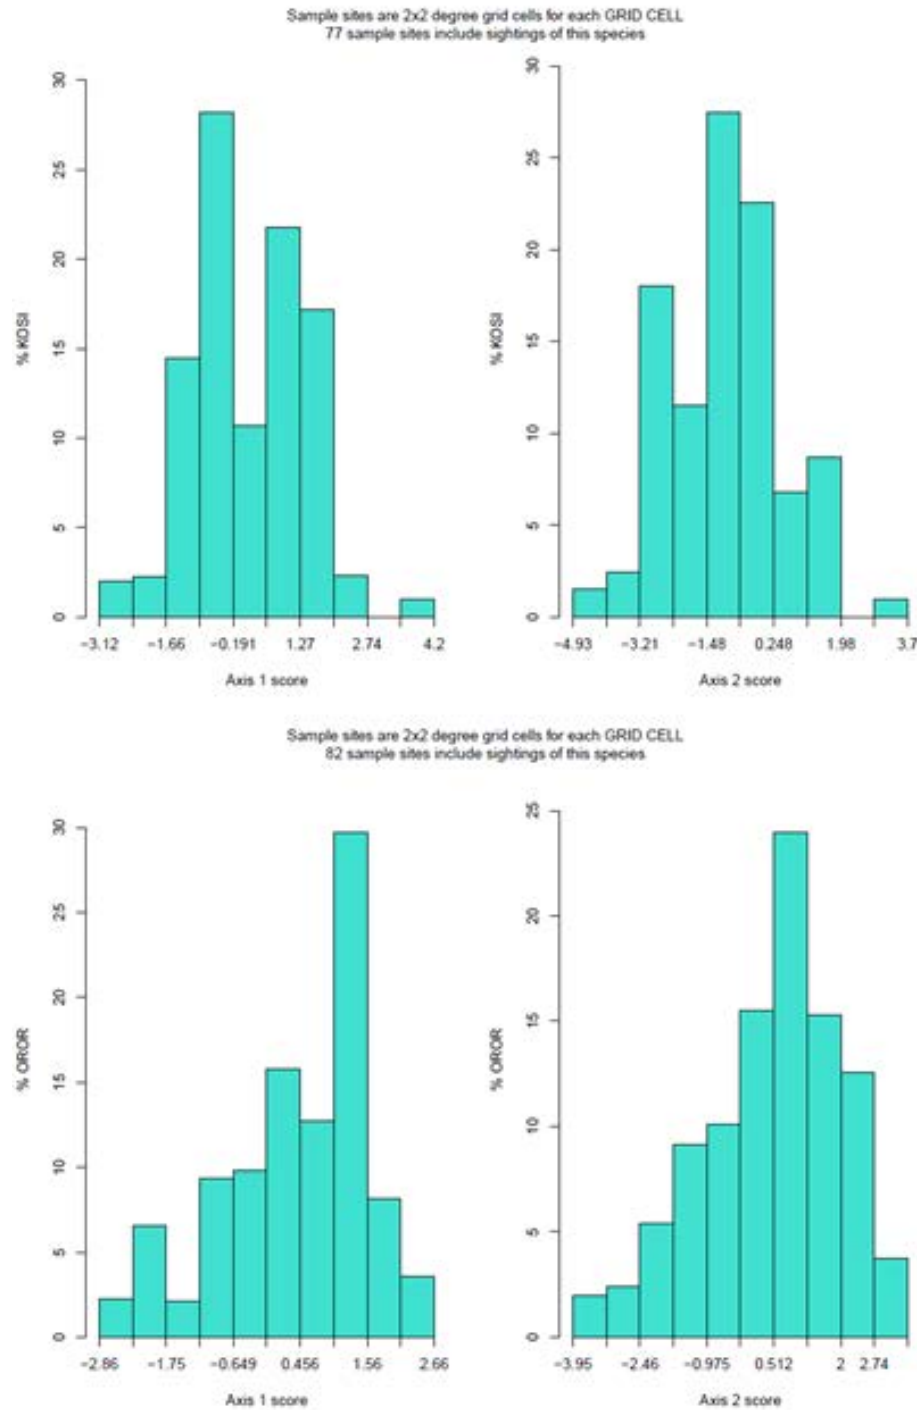 Sample sites are 2x2 degree grid cells for each GRID CELL
77 sample sites include sightings of this species
30
25
20
15
10
5
0
% KOSI
−3.12 −1.66 −0.191 1.27 2.74 4.2
Axis 1 score
30
25
20
15
10
5
0
% KOSI
−4.93 −3.21 −1.48 0.248 1.98 3.7
Axis 2 score
Sample sites are 2x2 degree grid cells for each GRID CELL
82 sample sites include sightings of this species
30
25
20
15
10
5
0
% OROR
−2.86 −1.75 −0.649 0.456 1.56 2.66
Axis 1 score
25
20
15
10
5
0
% OROR
−3.95 −2.46 −0.975 0.512 2 2.74
Axis 2 score